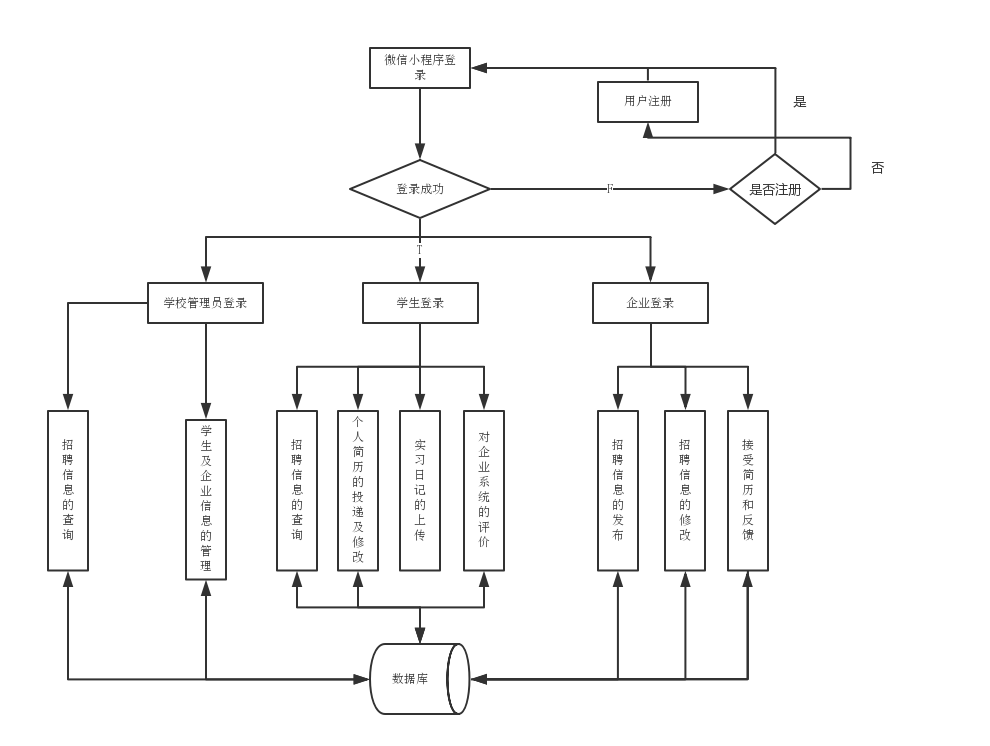 微信小程序登
录
用户注册
是
登录成功
F
是否注册
否
T
学校管理员登录
学生登录
企业登录
招聘信息的查询
学生及企业信息的管理
招聘信息的查询
个人简历的投递及修改
实习日记的上传
对企业系统的评价
招聘信息的发布
招聘信息的修改
接受简历和反馈
数据库